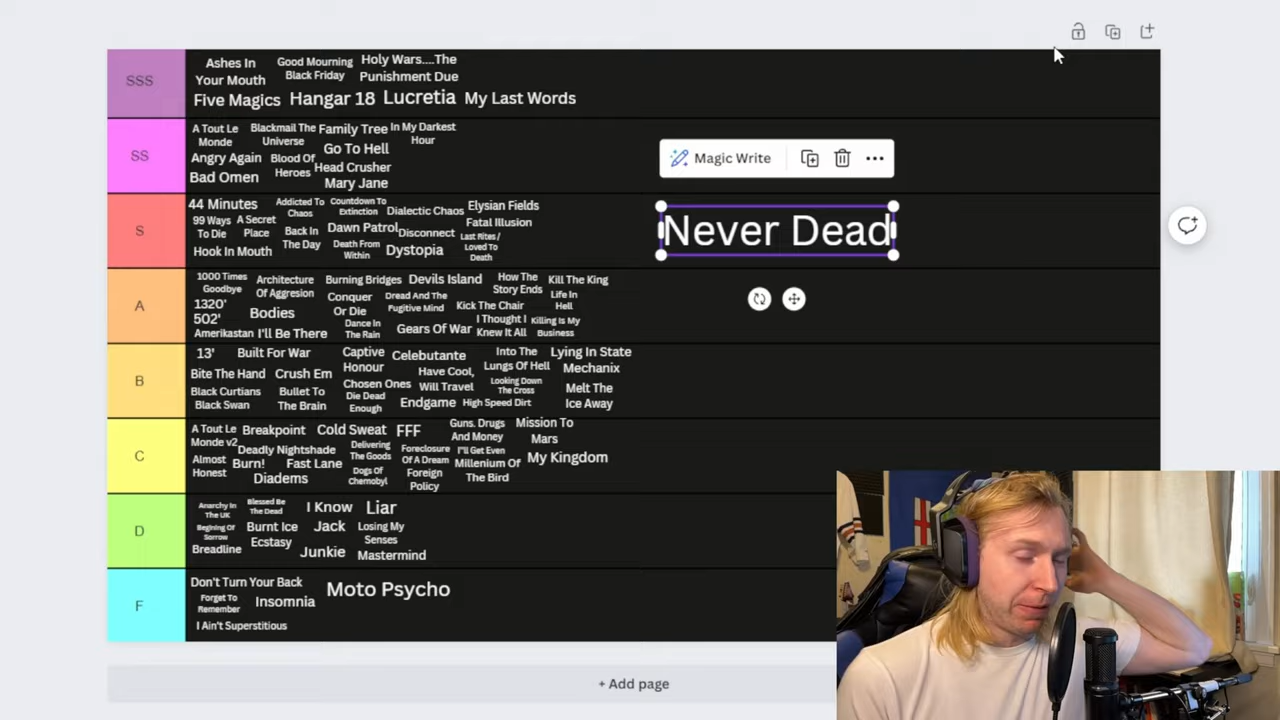 SSS
Ashes In
Your Mouth
Good Mourning
Black Friday
Holy Wars....The
Punishment Due
Five Magics
Hangar 18
Lucretia
My Last Words
SS
A Tout Le
Monde
Blackmail The
Universe
Family Tree
In My Darkest
Hour
Go To Hell
Angry Again
Blood Of
Heroes
Head Crusher
Bad Omen
Mary Jane
Magic Write
S
44 Minutes
Addicted To
Chaos
Countdown To
Extinction
Dialectic Chaos
Elysian Fields
99 Ways
To Die
A Secret
Place
Back In
The Day
Dawn Patrol
Disconnect
Fatal Illusion
Hook In Mouth
Death From
Within
Dystopia
Last Rites /
Loved To
Death
Never Dead
A
1000 Times
Goodbye
Architecture
Of Aggresion
Burning Bridges
Devils Island
How The
Story Ends
Kill The King
1320'
502'
Bodies
Conquer
Or Die
Dread And The
Fugitive Mind
Kick The Chair
Life In
Hell
Amerikastan
I'll Be There
Dance In
The Rain
Gears Of War
I Thought I
Knew It All
Killing Is My
Business
B
13'
Built For War
Captive
Honour
Celebutante
Into The
Lungs Of Hell
Lying In State
Bite The Hand
Crush Em
Have Cool,
Will Travel
Mechanix
Black Curtians
Black Swan
Bullet To
The Brain
Chosen Ones
Die Dead
Enough
Endgame
Looking Down
The Cross
High Speed Dirt
Melt The
Ice Away
C
A Tout Le
Monde v2
Breakpoint
Cold Sweat
FFF
Guns. Drugs
And Money
Mission To
Mars
Deadly Nightshade
Delivering
The Goods
Foreclosure
Of A Dream
I"ll Get Even
Almost
Honest
Burn!
Fast Lane
Millenium Of
The Bird
My Kingdom
Diadems
Dogs Of
Chernobyl
Foreign
Policy
D
Anarchy In
The UK
Blessed Be
The Dead
I Know
Liar
Begining Of
Sorrow
Burnt Ice
Jack
Losing My
Senses
Breadline
Ecstasy
Junkie
Mastermind
F
Don't Turn Your Back
Moto Psycho
Forget To
Remember
Insomnia
I Ain't Superstitious
+ Add page